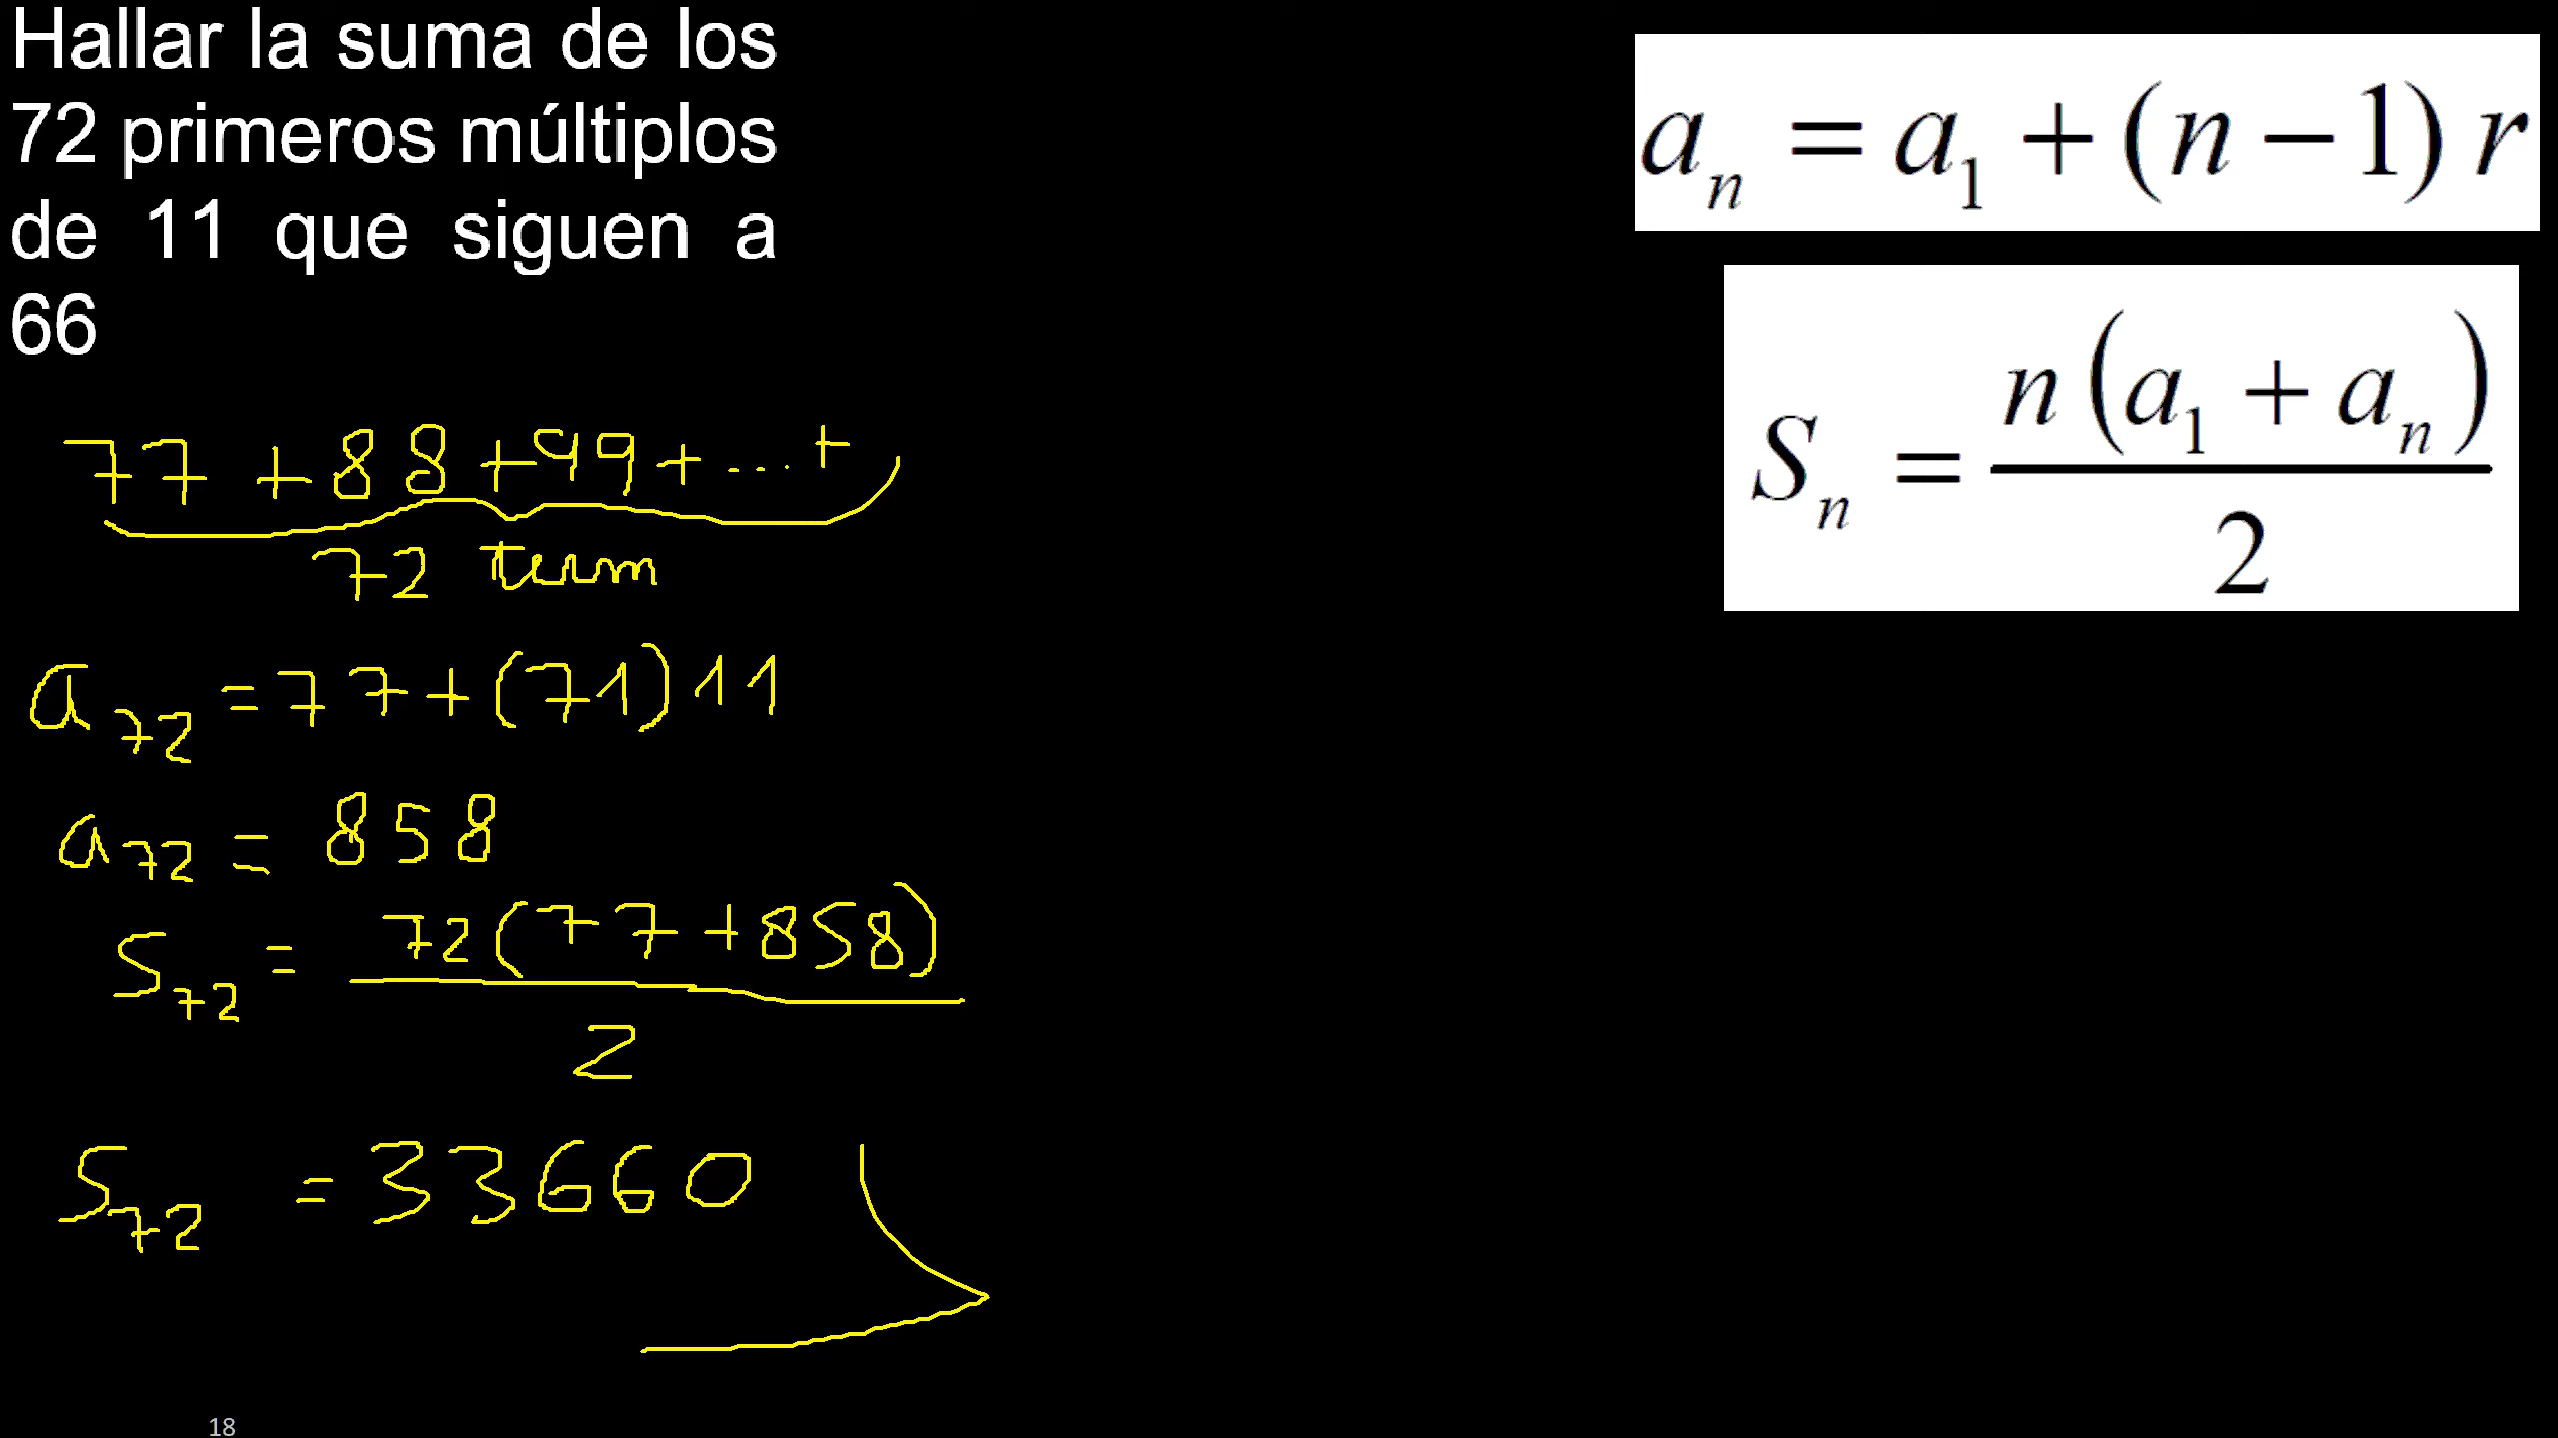 Hallar la suma de los
72 primeros múltiplos
de 11 que siguen a
66
aₙ = a₁ + (n − 1) r
Sₙ = n(a₁ + aₙ)
2
77 + 88 + 99 + ... +
72 term
a₇₂ = 77 + (71) 11
a₇₂ = 858
S₇₂ = 72(77 + 858)
2
S₇₂ = 33660
18